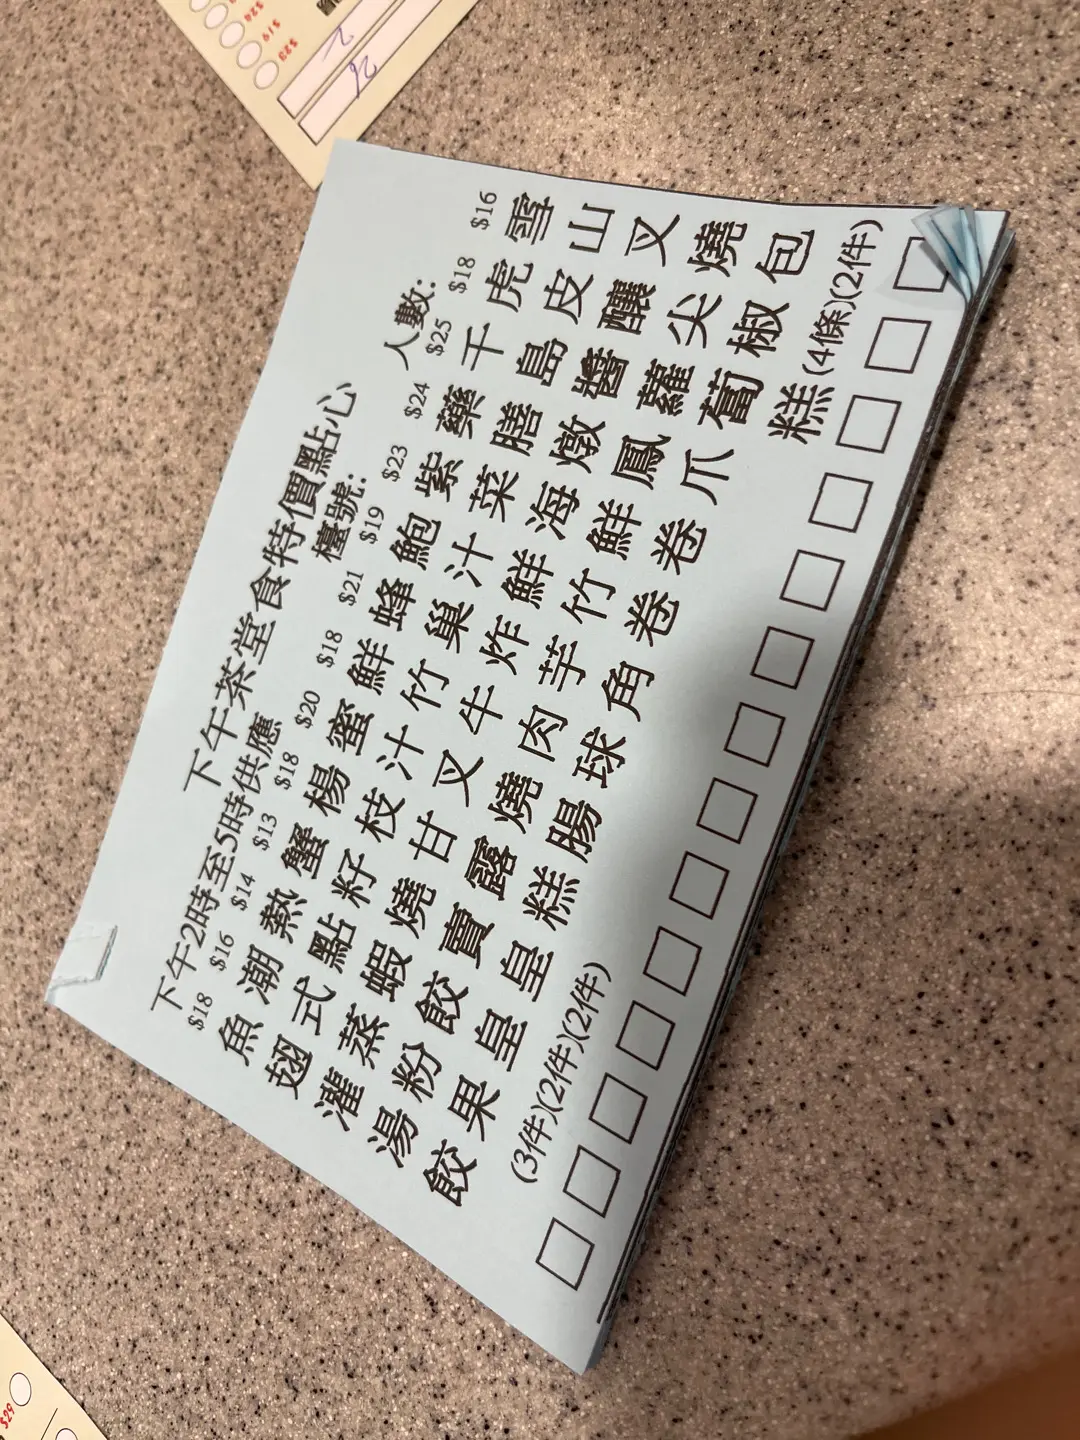 下午茶堂食特價點心
下午2時至5時供應
檯號:
人數:
$18 魚翅灌湯餃
$16 潮式蒸粉果(3件)
$14 熱點蝦餃皇(2件)
$13 蟹籽燒賣皇(2件)
$18 楊枝甘露糕
$20 蜜汁叉燒腸
$18 鮮竹牛肉球
$21 蜂巢炸芋角
$19 鮑汁鮮竹卷
$23 紫菜海鮮卷
$24 藥膳燉鳳爪
$25 千島醬蘿蔔糕
$18 虎皮釀尖椒(4條)
$16 雪山叉燒包(2件)
$24
$19
$23
2
26
$29